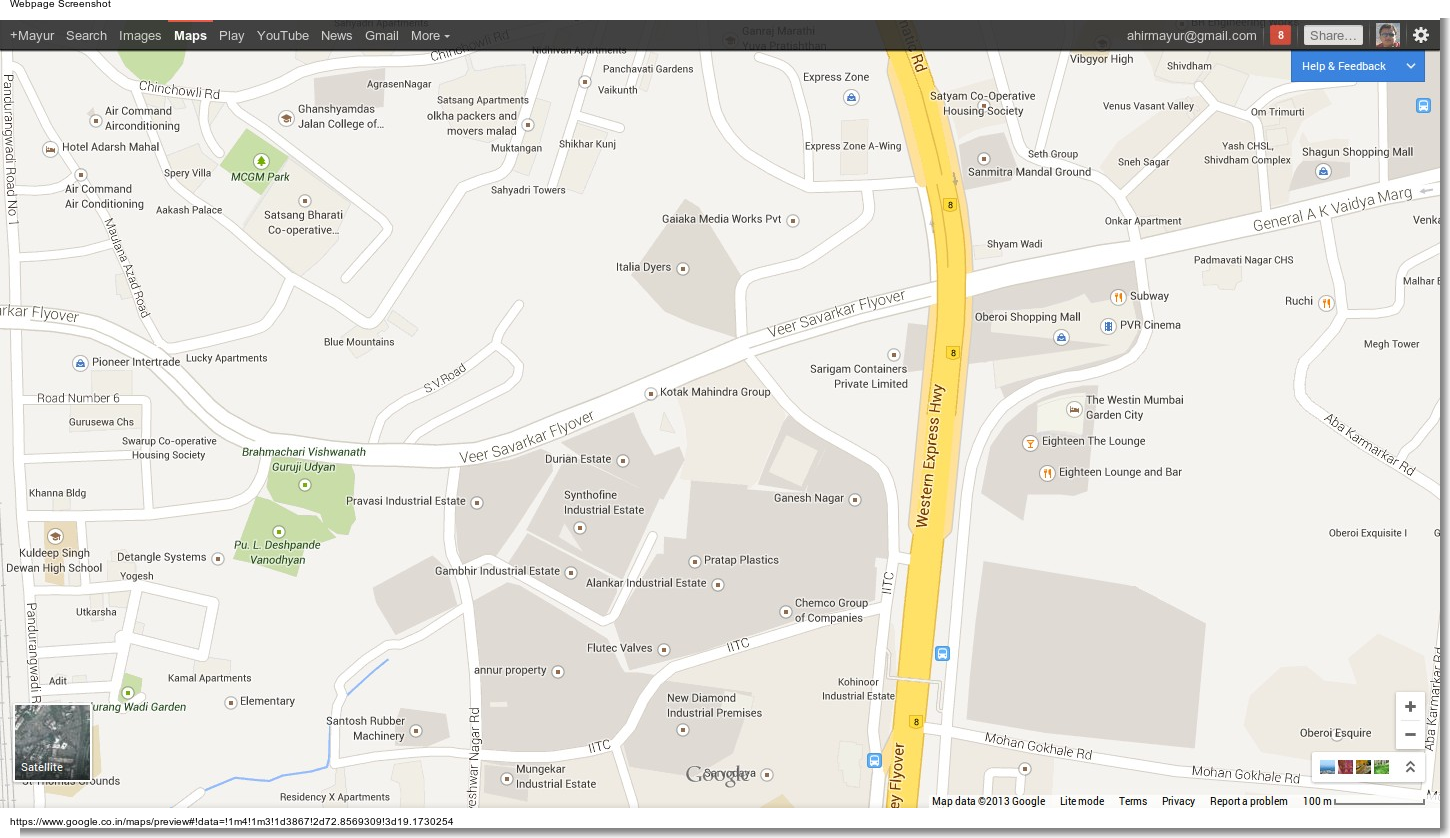 Webpage Screenshot
+Mayur Search Images Maps Play YouTube News Gmail More
ahirmayur@gmail.com 8 Share...
Help & Feedback
Ganraj Marathi
Yuva Pratishthan
Nidhivan Apartments
Chincholi Rd
Chincholi Rd
Panchavati Gardens
Vaikunth
Express Zone
Vibgyor High
Shivdham
AgrasenNagar
Satsang Apartments
olkha packers and
movers malad
Air Command
Airconditioning
Ghanshyamdas
Jalan College of...
Satyam Co-Operative
Housing Society
Venus Vasant Valley
Om Trimurti
Hotel Adarsh Mahal
Muktangan
Shikhar Kunj
Express Zone A-Wing
Seth Group
Sneh Sagar
Yash CHSL,
Shivdham Complex
Shagun Shopping Mall
Spery Villa
MCGM Park
Sanmitra Mandal Ground
Air Command
Air Conditioning
Sahyadri Towers
Aakash Palace
Satsang Bharati
Co-operative...
Gaiaka Media Works Pvt
8
Onkar Apartment
General A K Vaidya Marg
Venka
Pandurangwadi Road No 1
Maulana Azad Road
Shyam Wadi
Padmavati Nagar CHS
Italia Dyers
Malhar E
Subway
Ruchi
Veer Savarkar Flyover
Oberoi Shopping Mall
PVR Cinema
rkar Flyover
Blue Mountains
Megh Tower
8
Pioneer Intertrade
Lucky Apartments
Sarigam Containers
Private Limited
S.V.Road
Kotak Mahindra Group
Road Number 6
The Westin Mumbai
Garden City
Gurusewa Chs
Veer Savarkar Flyover
Western Express Hwy
Aba Karmarkar Rd
Swarup Co-operative
Housing Society
Brahmachari Vishwanath
Guruji Udyan
Eighteen The Lounge
Durian Estate
Eighteen Lounge and Bar
Khanna Bldg
Pravasi Industrial Estate
Synthofine
Industrial Estate
Ganesh Nagar
Oberoi Exquisite I
G
Kuldeep Singh
Dewan High School
Detangle Systems
Pu. L. Deshpande
Vanodhyan
Yogesh
Gambhir Industrial Estate
Pratap Plastics
Alankar Industrial Estate
IITC
Utkarsha
Chemco Group
of Companies
Flutec Valves
IITC
Pandurangwadi R
Adit
Kamal Apartments
annur property
Kohinoor
Industrial Estate
urang Wadi Garden
Elementary
New Diamond
Industrial Premises
Santosh Rubber
Machinery
8
Mohan Gokhale Rd
Oberoi Esquire
Aba Karmarkar Rd
IITC
Satellite
eshwar Nagar Rd
Mungekar
Industrial Estate
Google
Sarvodaya
ey Flyover
Mohan Gokhale Rd
St Thomas Grounds
Residency X Apartments
Map data ©2013 Google Lite mode Terms Privacy Report a problem 100 m
https://www.google.co.in/maps/preview#!data=!1m4!1m3!1d3867!2d72.8569309!3d19.1730254